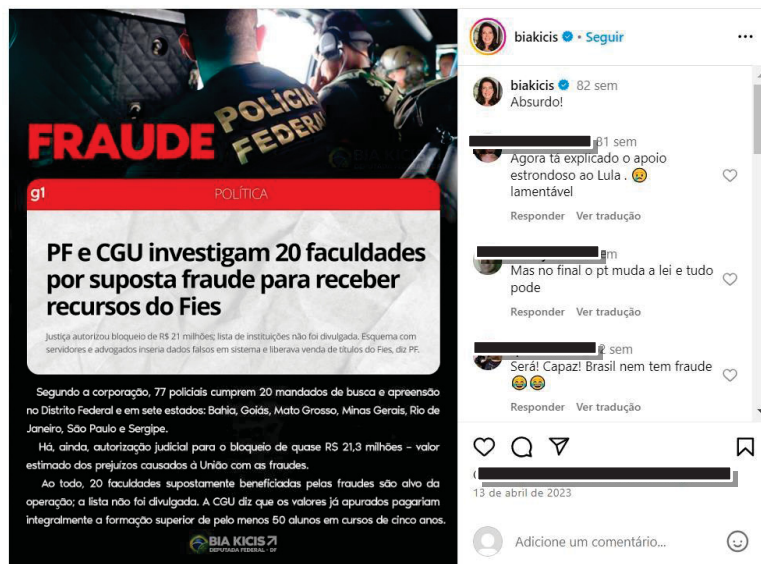 POLÍCIA
FEDERAL
FRAUDE
BIA KICIS
g1 POLÍTICA
PF e CGU investigam 20 faculdades
por suposta fraude para receber
recursos do Fies
Justiça autorizou bloqueio de R$ 21 milhões; lista de instituições não foi divulgada. Esquema com
servidores e advogados inseria dados falsos em sistema e liberava venda de títulos do Fies, diz PF.
Segundo a corporação, 77 policiais cumprem 20 mandados de busca e apreensão
no Distrito Federal e em sete estados: Bahia, Goiás, Mato Grosso, Minas Gerais, Rio de
Janeiro, São Paulo e Sergipe.
Há, ainda, autorização judicial para o bloqueio de quase R$ 21,3 milhões – valor
estimado dos prejuízos causados à União com as fraudes.
Ao todo, 20 faculdades supostamente beneficiadas pelas fraudes são alvo da
operação; a lista não foi divulgada. A CGU diz que os valores já apurados pagariam
integralmente a formação superior de pelo menos 50 alunos em cursos de cinco anos.
BIA KICIS
DEPUTADA FEDERAL - DF
biakicis • Seguir
biakicis 82 sem
Absurdo!
81 sem
Agora tá explicado o apoio
estrondoso ao Lula . 😢
lamentável
Responder Ver tradução
em
Mas no final o pt muda a lei e tudo
pode
Responder Ver tradução
2 sem
Será! Capaz! Brasil nem tem fraude
😂😂
Responder Ver tradução
13 de abril de 2023
Adicione um comentário...